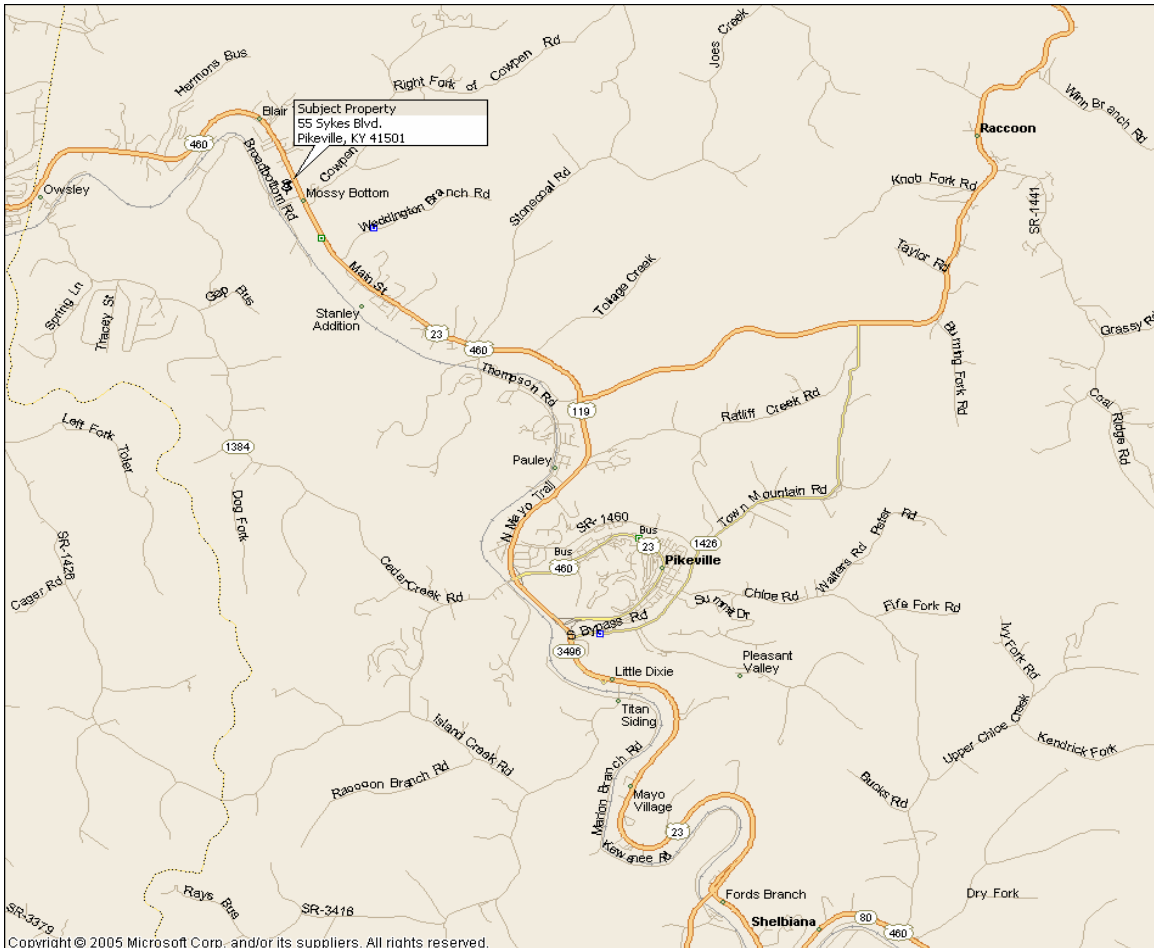 Harmons Bus
Right Fork of Cowpen Rd
Joes Creek
Winn Branch Rd
Blair
Subject Property
55 Sykes Blvd.
Pikeville, KY 41501
Raccoon
460
Broadbottom Rd
Cowpen
Owsley
Mossy Bottom
Weddington Branch Rd
Stonecoal Rd
Knob Fork Rd
SR-1441
Taylor Rd
Main St
Tollage Creek
Spring Ln
Tracey St
Gap Bus
Stanley
Addition
23
460
Burning Fork Rd
Grassy Rd
Thompson Rd
119
Ratliff Creek Rd
Coal Ridge Rd
Left Fork Toler
1384
Pauley
Dog Fork
N Mayo Trail
Town Mountain Rd
SR-1460
Bus
23
1426
Peter Rd
SR-1426
Bus
460
Pikeville
Walters Rd
Cager Rd
Cedar Creek Rd
Chloe Rd
Summit Dr
Fife Fork Rd
S Bypass Rd
3496
Ivy Fork Rd
Little Dixie
Pleasant
Valley
Titan
Siding
Island Creek Rd
Upper Chloe Creek
Kendrick Fork
Raccoon Branch Rd
Marion Branch Rd
Mayo
Village
Bucks Rd
23
Kewanee Rd
Rays Bus
SR-3416
Fords Branch
Dry Fork
SR-3379
Shelbiana
80
460
Copyright © 2005 Microsoft Corp. and/or its suppliers. All rights reserved.